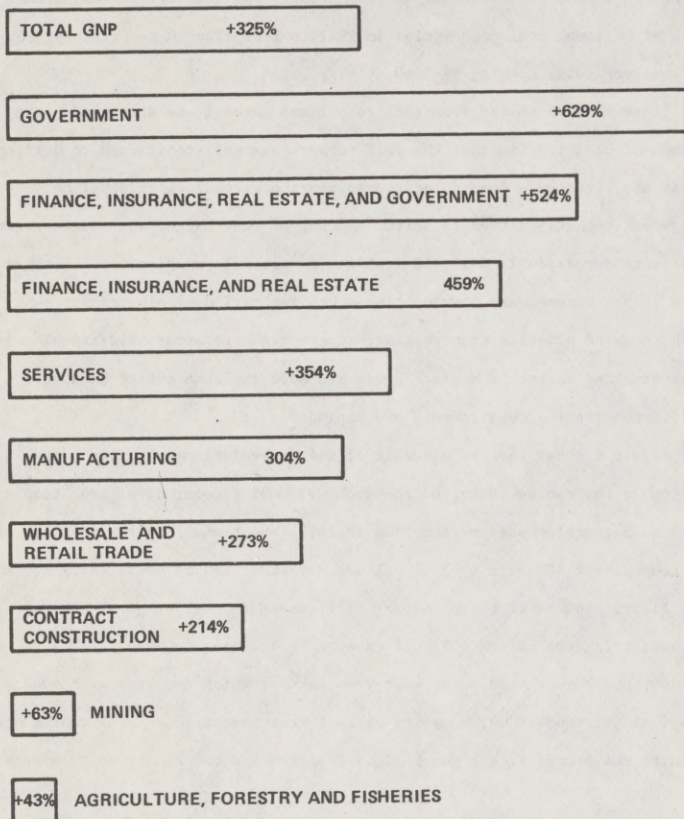 TOTAL GNP +325%
GOVERNMENT +629%
FINANCE, INSURANCE, REAL ESTATE, AND GOVERNMENT +524%
FINANCE, INSURANCE, AND REAL ESTATE 459%
SERVICES +354%
MANUFACTURING 304%
WHOLESALE AND
RETAIL TRADE +273%
CONTRACT
CONSTRUCTION +214%
+63% MINING
+43% AGRICULTURE, FORESTRY AND FISHERIES